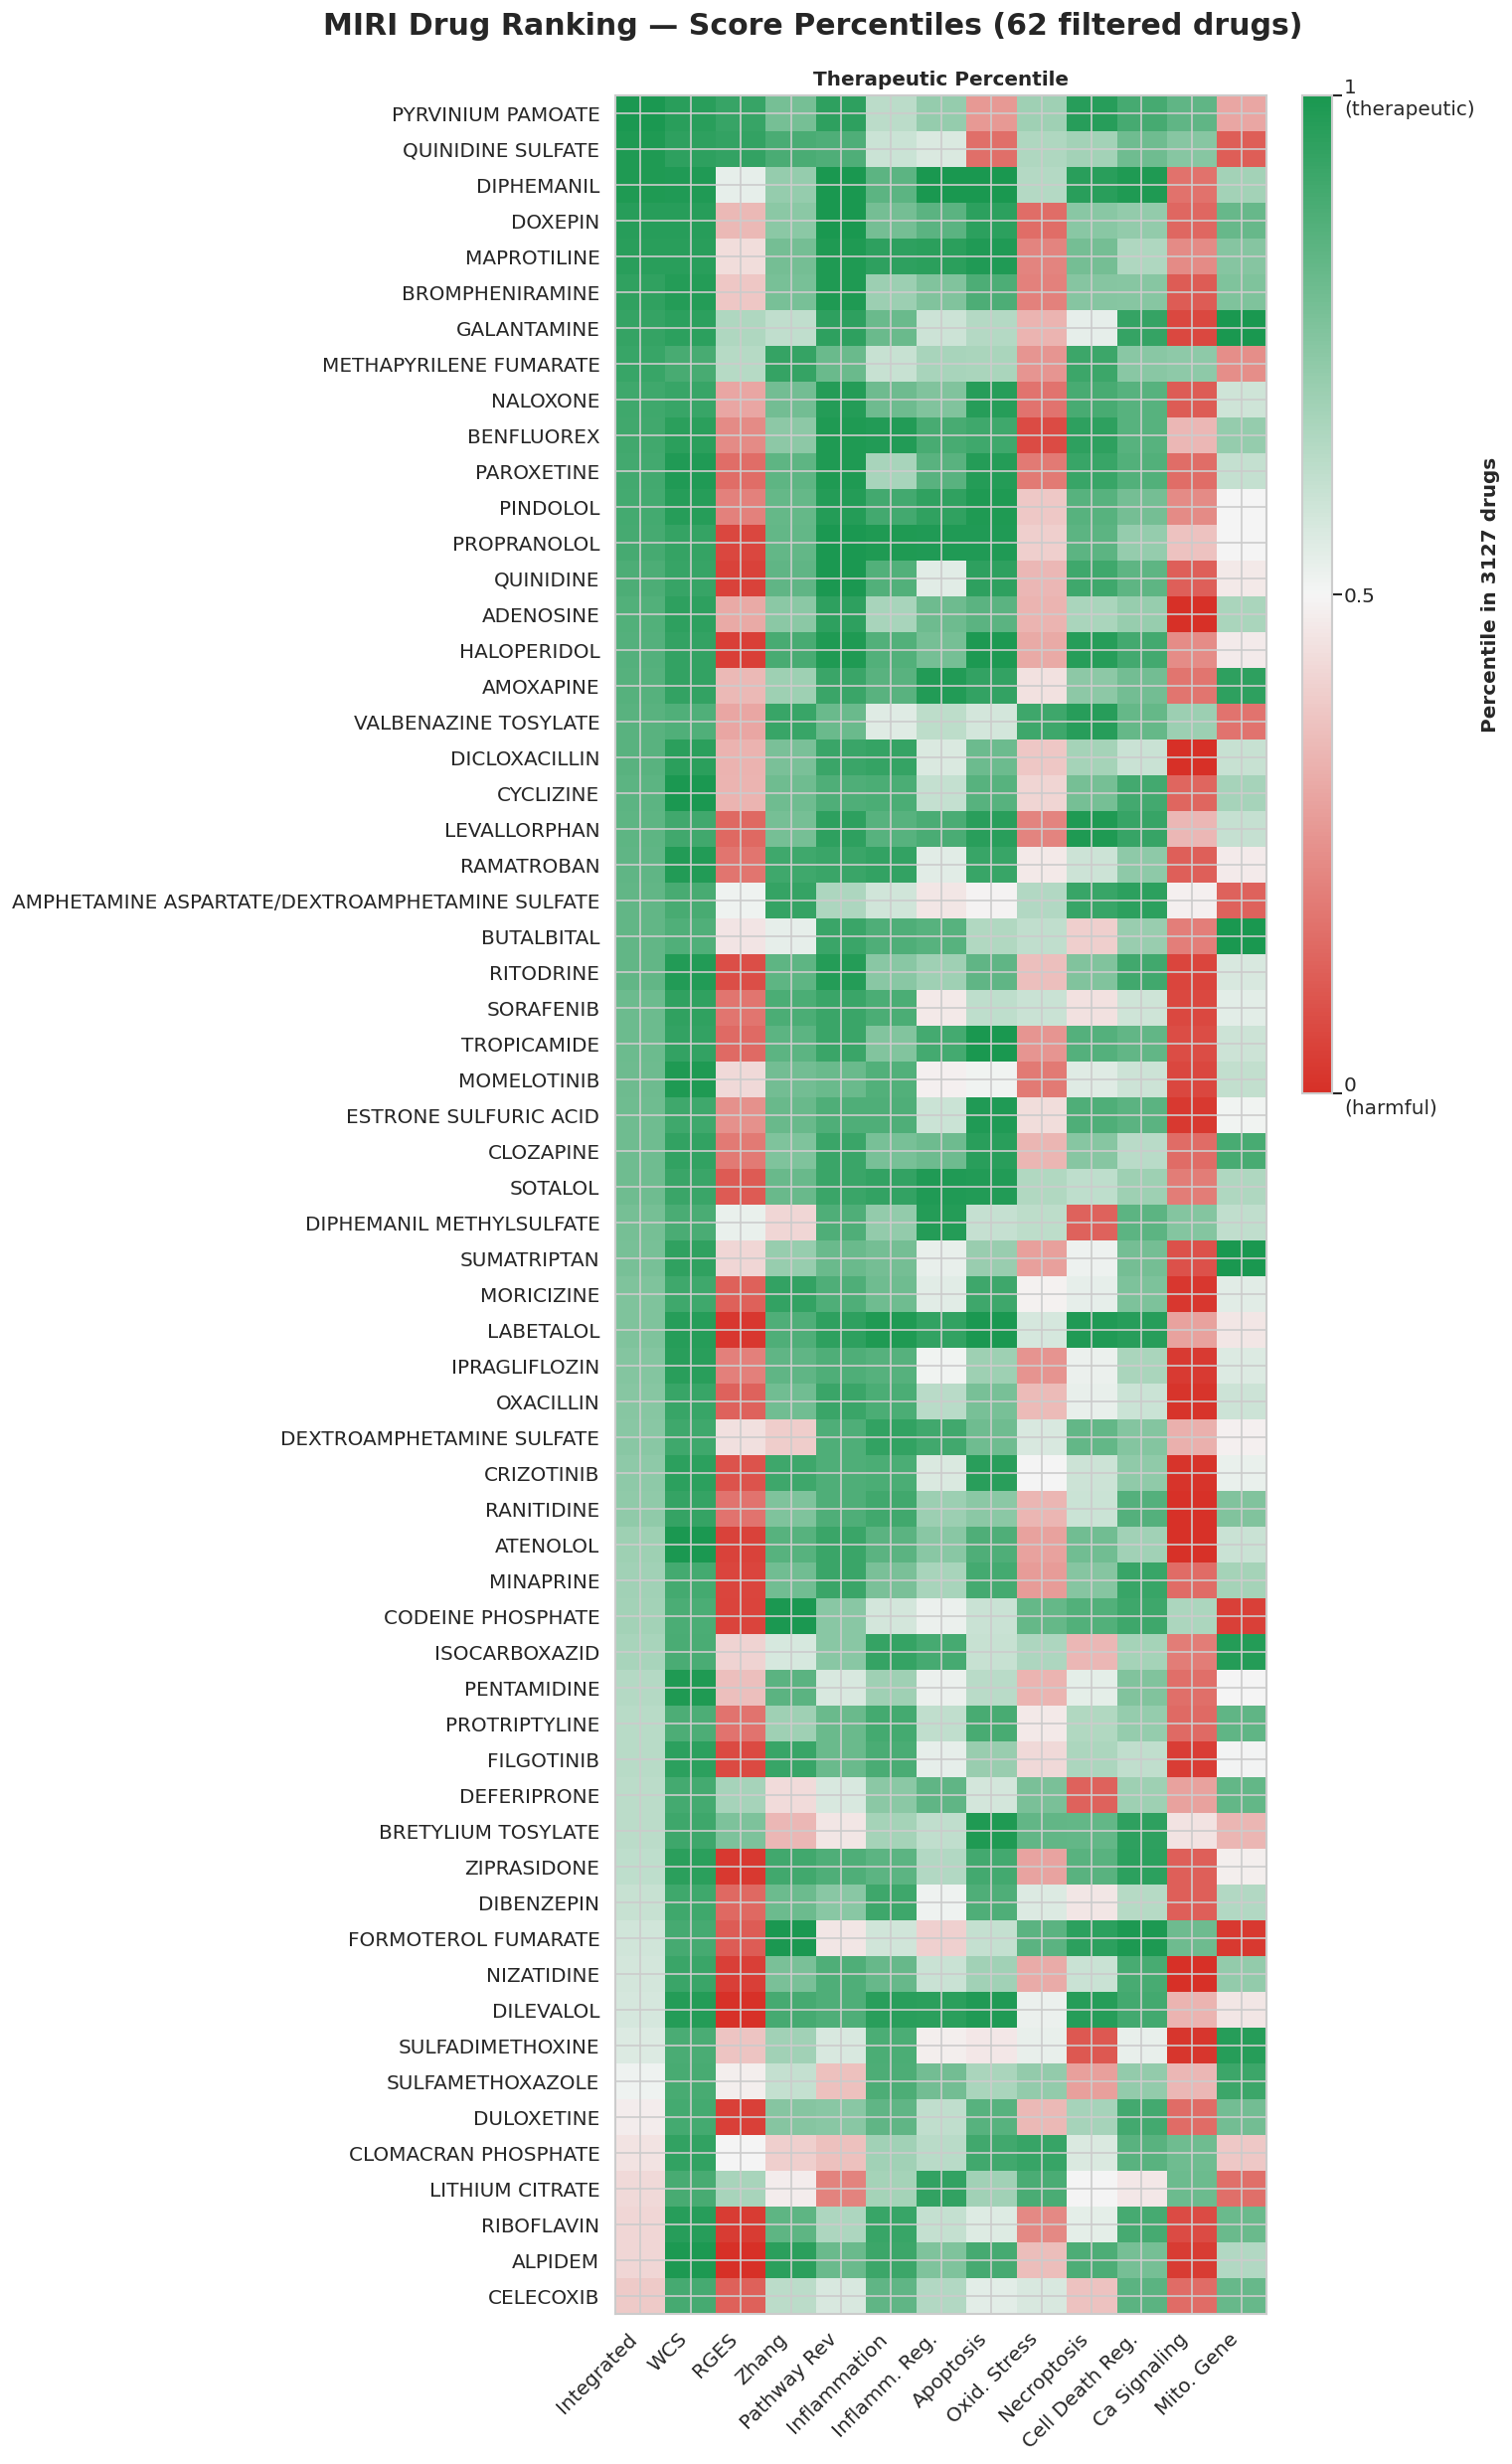 MIRI Drug Ranking — Score Percentiles (62 filtered drugs)
Therapeutic Percentile
PYRVINIUM PAMOATE
QUINIDINE SULFATE
DIPHEMANIL
DOXEPIN
MAPROTILINE
BROMPHENIRAMINE
GALANTAMINE
METHAPYRILENE FUMARATE
NALOXONE
BENFLUOREX
PAROXETINE
PINDOLOL
PROPRANOLOL
QUINIDINE
ADENOSINE
HALOPERIDOL
AMOXAPINE
VALBENAZINE TOSYLATE
DICLOXACILLIN
CYCLIZINE
LEVALLORPHAN
RAMATROBAN
AMPHETAMINE ASPARTATE/DEXTROAMPHETAMINE SULFATE
BUTALBITAL
RITODRINE
SORAFENIB
TROPICAMIDE
MOMELOTINIB
ESTRONE SULFURIC ACID
CLOZAPINE
SOTALOL
DIPHEMANIL METHYLSULFATE
SUMATRIPTAN
MORICIZINE
LABETALOL
IPRAGLIFLOZIN
OXACILLIN
DEXTROAMPHETAMINE SULFATE
CRIZOTINIB
RANITIDINE
ATENOLOL
MINAPRINE
CODEINE PHOSPHATE
ISOCARBOXAZID
PENTAMIDINE
PROTRIPTYLINE
FILGOTINIB
DEFERIPRONE
BRETYLIUM TOSYLATE
ZIPRASIDONE
DIBENZEPIN
FORMOTEROL FUMARATE
NIZATIDINE
DILEVALOL
SULFADIMETHOXINE
SULFAMETHOXAZOLE
DULOXETINE
CLOMACRAN PHOSPHATE
LITHIUM CITRATE
RIBOFLAVIN
ALPIDEM
CELECOXIB
Integrated
WCS
RGES
Zhang
Pathway Rev
Inflammation
Inflamm. Reg.
Apoptosis
Oxid. Stress
Necroptosis
Cell Death Reg.
Ca Signaling
Mito. Gene
1
(therapeutic)
0.5
0
(harmful)
Percentile in 3127 drugs